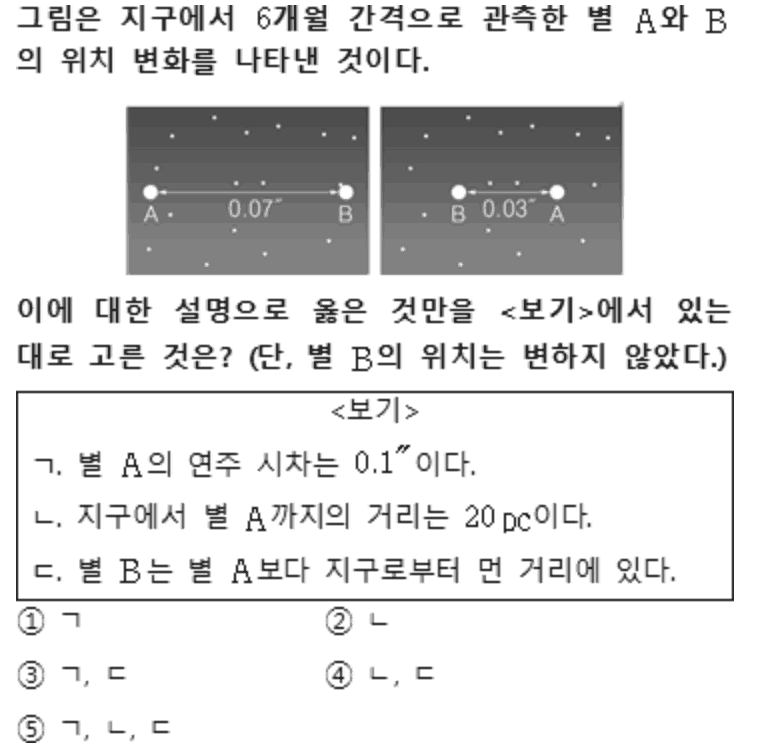 그림은 지구에서 6개월 간격으로 관측한 별 A와 B
의 위치 변화를 나타낸 것이다.
0.07″
A
B
0.03″
B
A
이에 대한 설명으로 옳은 것만을 <보기>에서 있는
대로 고른 것은? (단, 별 B의 위치는 변하지 않았다.)
<보기>
ㄱ. 별 A의 연주 시차는 0.1″이다.
ㄴ. 지구에서 별 A까지의 거리는 20 pc이다.
ㄷ. 별 B는 별 A보다 지구로부터 먼 거리에 있다.
① ㄱ ② ㄴ
③ ㄱ, ㄷ ④ ㄴ, ㄷ
⑤ ㄱ, ㄴ, ㄷ